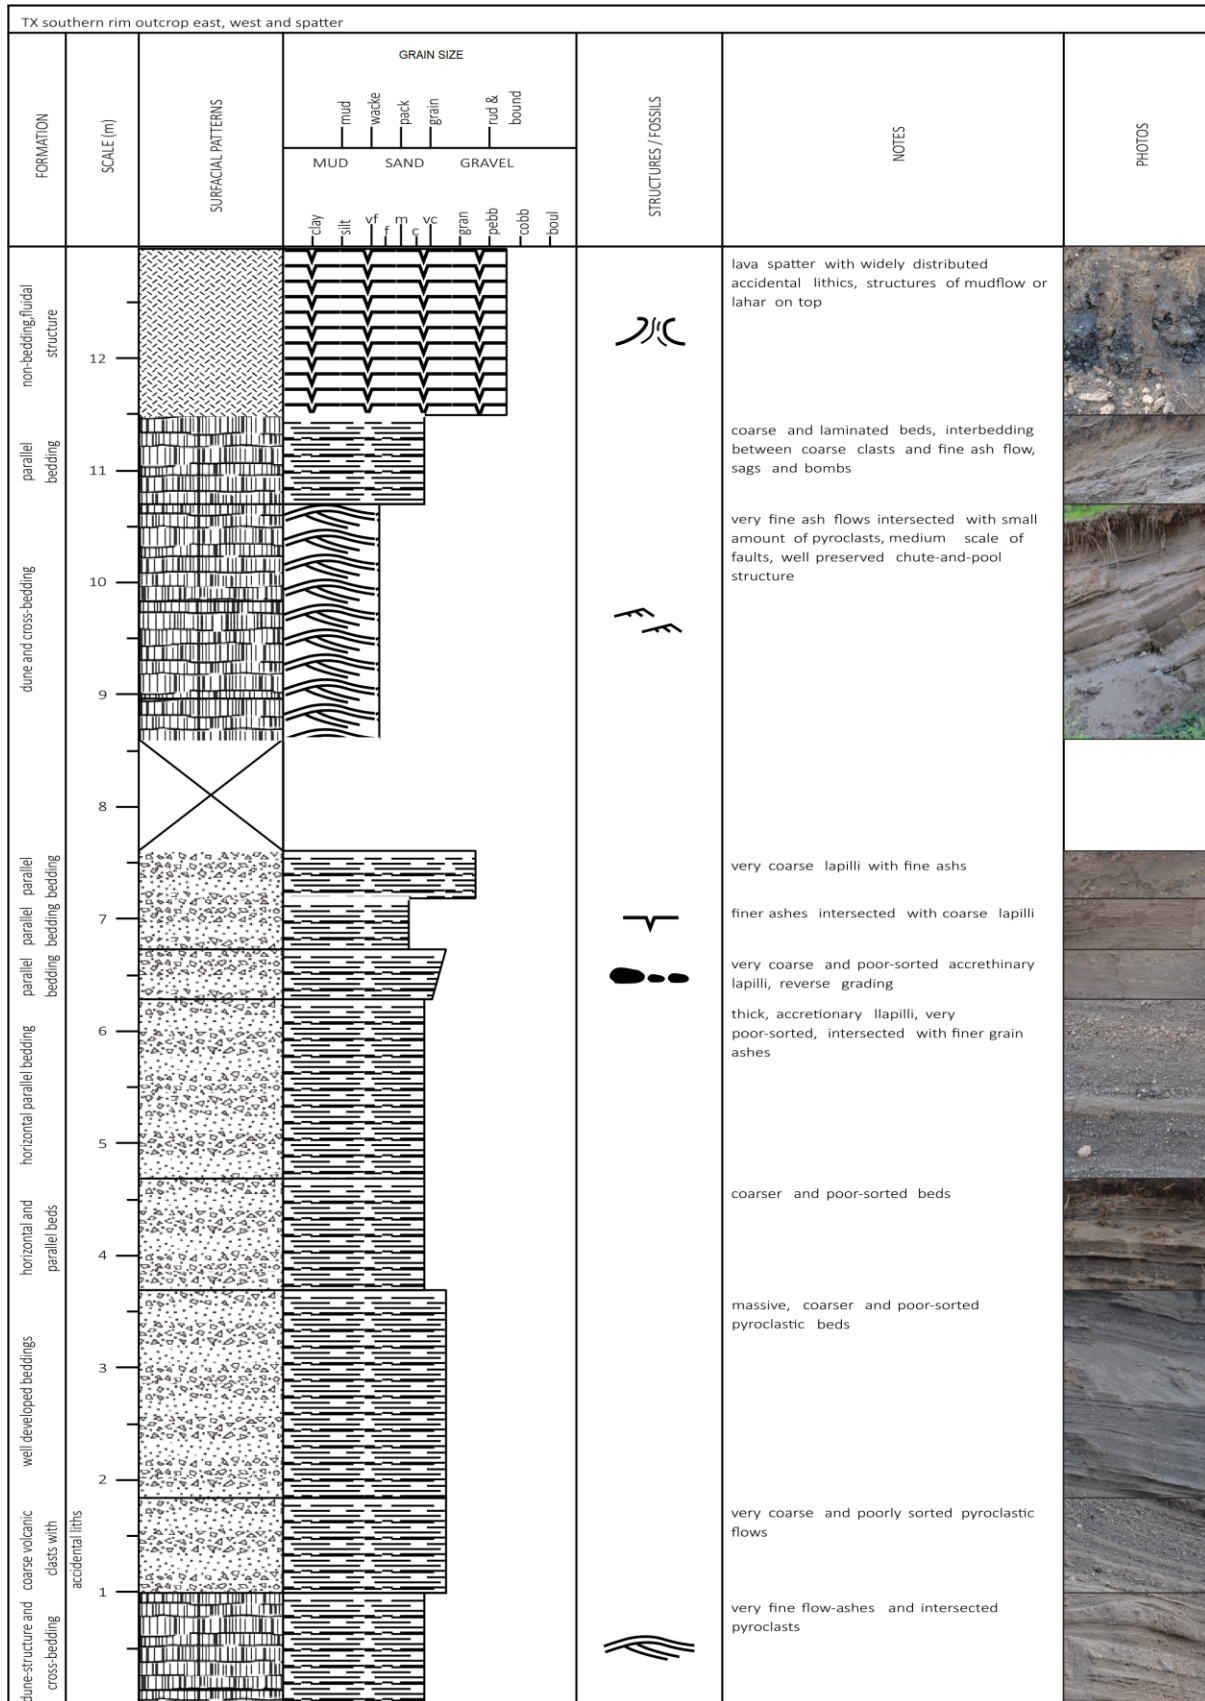 TX southern rim outcrop east, west and spatter
FORMATION
SCALE (m)
SURFACIAL PATTERNS
GRAIN SIZE
mud
wacke
pack
grain
rud &
bound
MUD
SAND
GRAVEL
clay
silt
vf
f
m
c
vc
gran
pebb
cobb
boul
STRUCTURES / FOSSILS
NOTES
PHOTOS
non-bedding,fluidal
structure
12
lava spatter with widely distributed
accidental lithics, structures of mudflow or
lahar on top
parallel
bedding
11
coarse and laminated beds, interbedding
between coarse clasts and fine ash flow,
sags and bombs
dune and cross-bedding
10
9
very fine ash flows intersected with small
amount of pyroclasts, medium scale of
faults, well preserved chute-and-pool
structure
8
parallel
bedding
very coarse lapilli with fine ashs
parallel
bedding
7
finer ashes intersected with coarse lapilli
parallel
bedding
very coarse and poor-sorted accrethinary
lapilli, reverse grading
horizontal parallel bedding
6
5
thick, accretionary llapilli, very
poor-sorted, intersected with finer grain
ashes
horizontal and
parallel beds
4
coarser and poor-sorted beds
well developed beddings
3
2
massive, coarser and poor-sorted
pyroclastic beds
coarse volcanic
clasts with
accidental liths
1
very coarse and poorly sorted pyroclastic
flows
dune-structure and
cross-bedding
very fine flow-ashes and intersected
pyroclasts